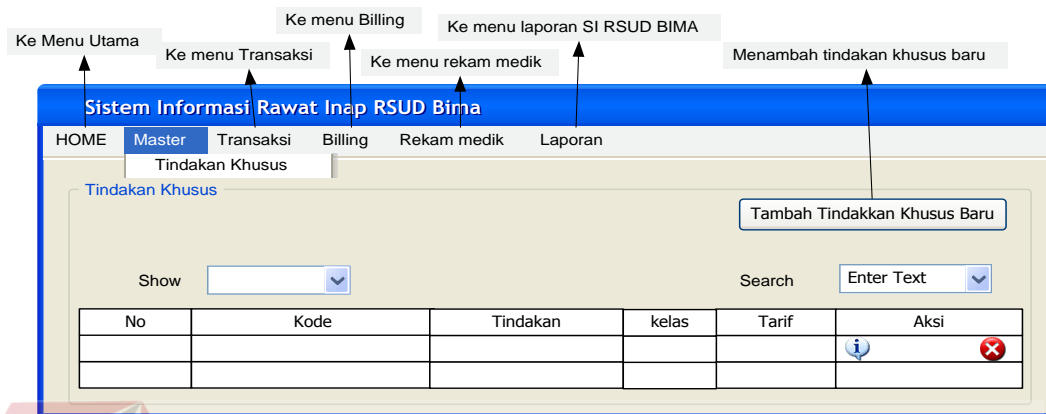 Ke menu Billing
Ke menu laporan SI RSUD BIMA
Ke Menu Utama
Ke menu Transaksi
Ke menu rekam medik
Menambah tindakan khusus baru
Sistem Informasi Rawat Inap RSUD Bima
HOME Master Transaksi Billing Rekam medik Laporan
Tindakan Khusus
Tindakan Khusus
Tambah Tindakkan Khusus Baru
Show Search Enter Text
No Kode Tindakan kelas Tarif Aksi